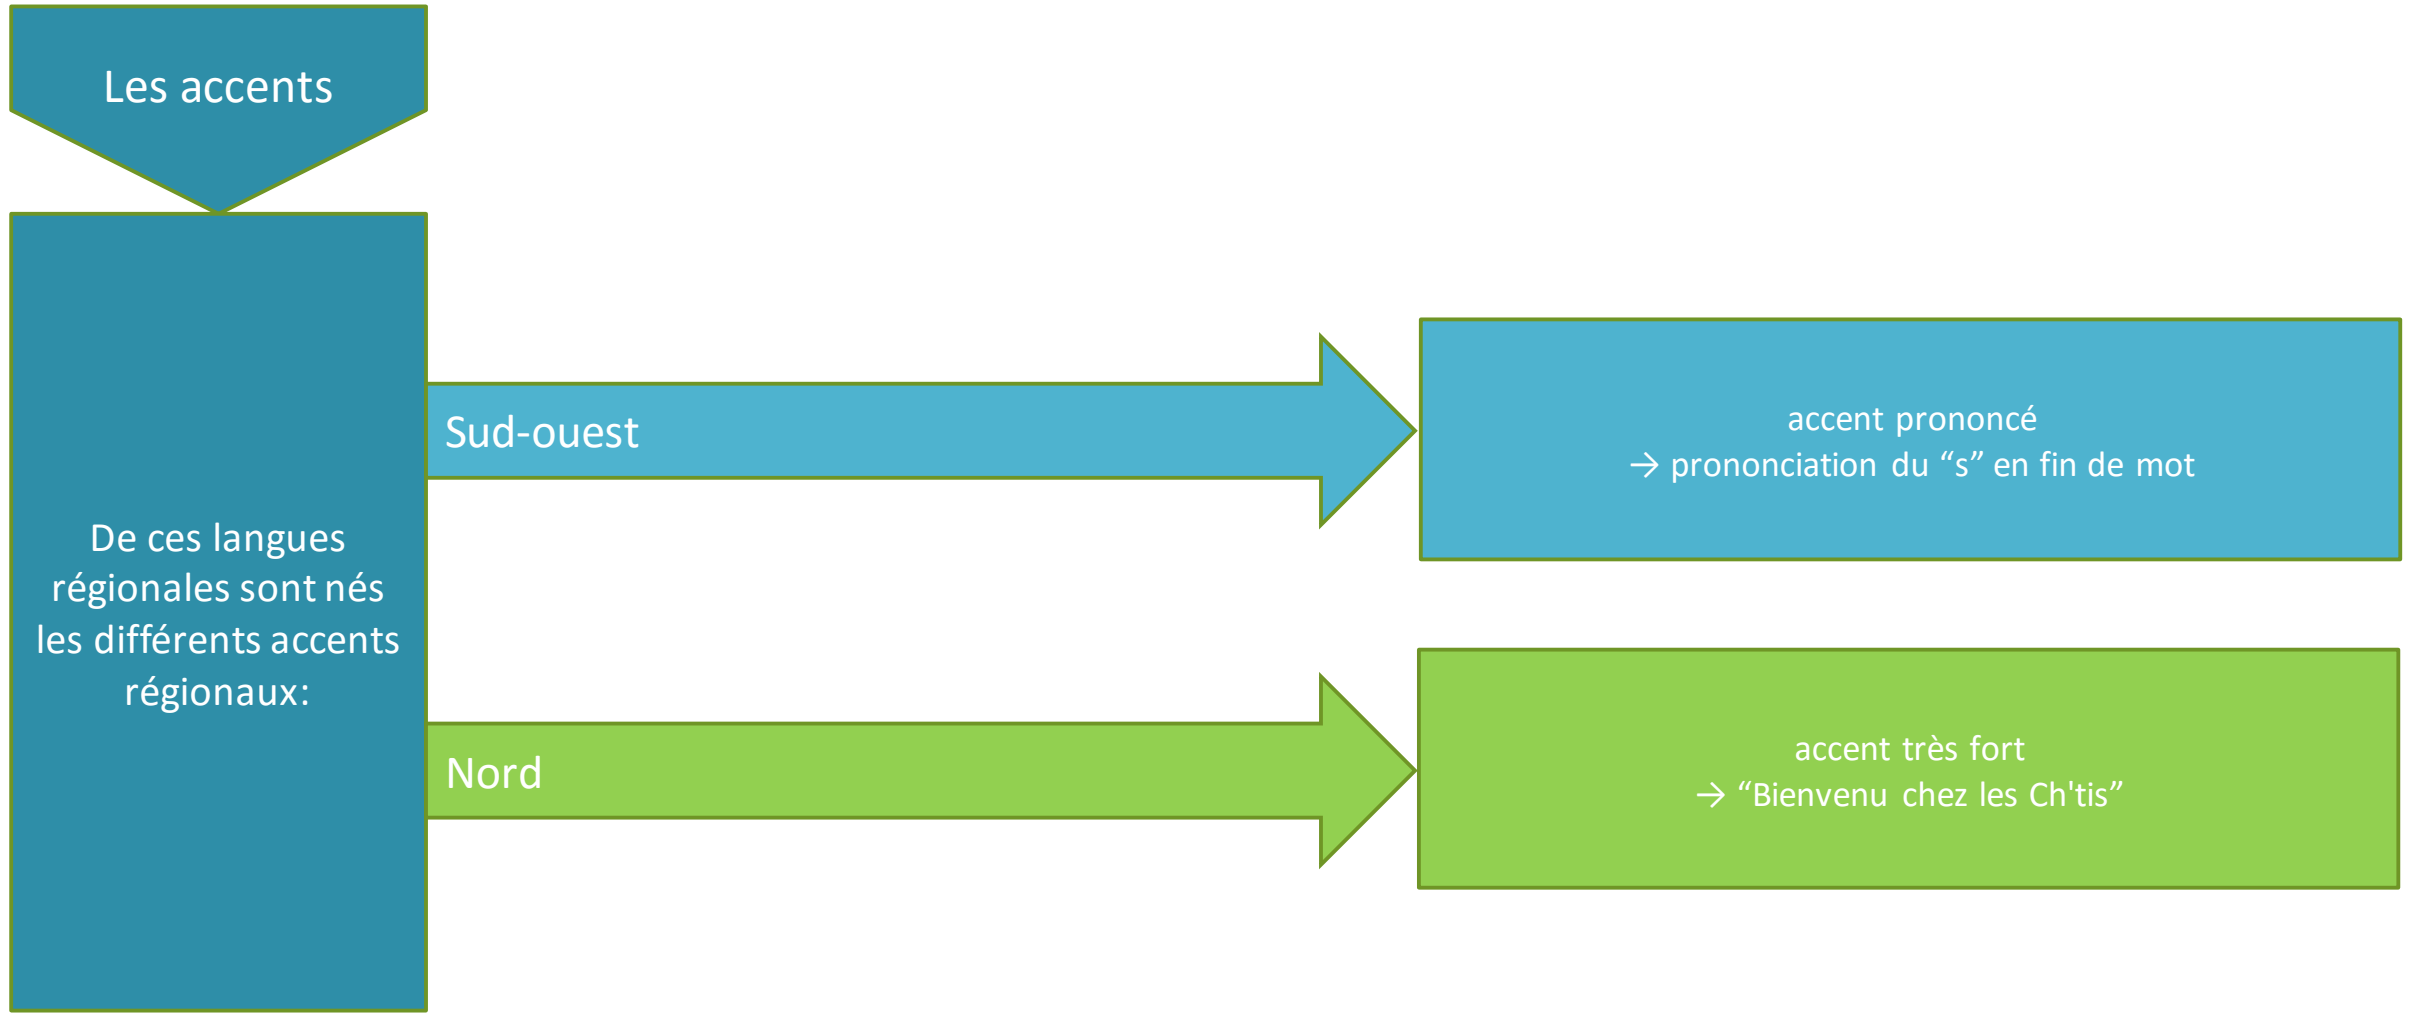 Les accents
De ces langues
régionales sont nés
les différents accents
régionaux:
Sud-ouest
accent prononcé
→ prononciation du “s” en fin de mot
Nord
accent très fort
→ “Bienvenu chez les Ch'tis”